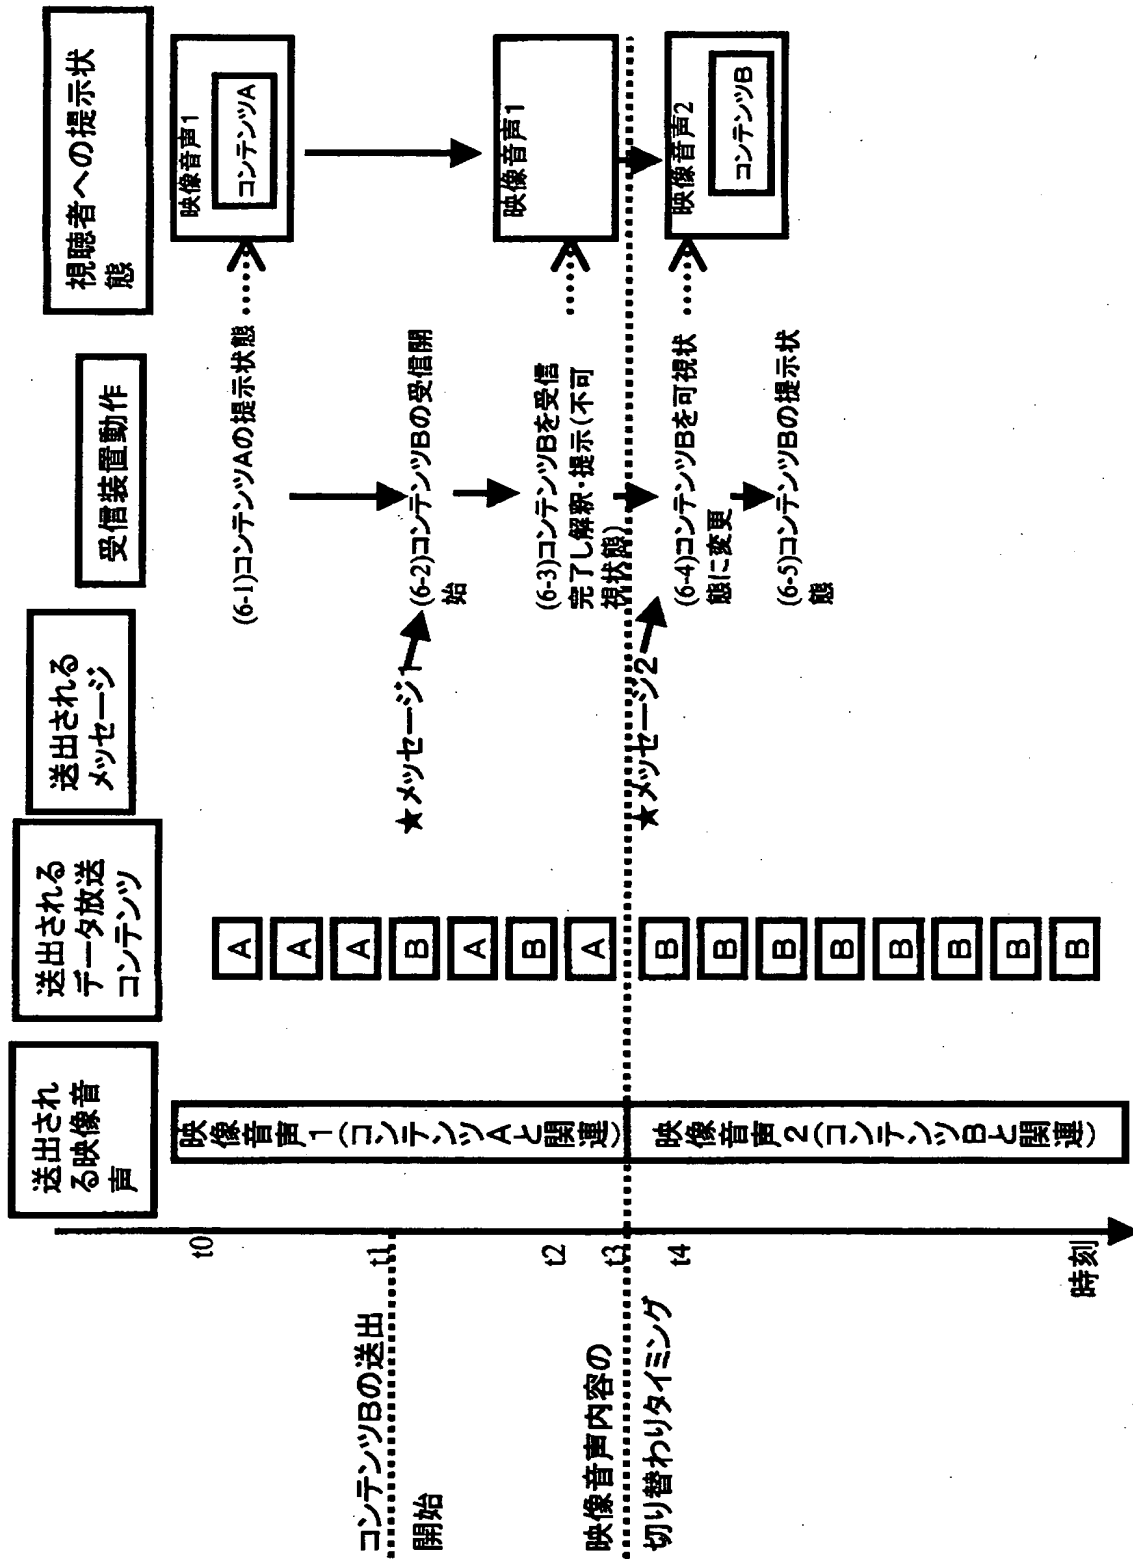 送出され
る映像音
声
送出される
データ放送
コンテンツ
送出される
メッセージ
受信装置動作
視聴者への提示状
態
t0
t1
t2
t3
t4
時刻
コンテンツBの送出
開始
映像音声内容の
切り替わりタイミング
映像音声1(コンテンツAと関連)
映像音声2(コンテンツBと関連)
A
A
A
B
A
B
A
B
B
B
B
B
B
B
B
★メッセージ1
★メッセージ2
(6-1)コンテンツAの提示状態
(6-2)コンテンツBの受信開
始
(6-3)コンテンツBを受信
完了し解釈・提示(不可
視状態)
(6-4)コンテンツBを可視状
態に変更
(6-5)コンテンツBの提示状
態
映像音声1
コンテンツA
映像音声1
映像音声2
コンテンツB